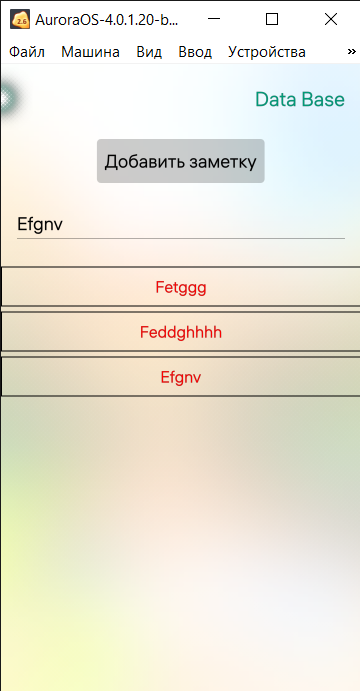 AuroraOS-4.0.1.20-b...
Файл Машина Вид Ввод Устройства »
Data Base
Добавить заметку
Efgnv
Fetggg
Feddghhhh
Efgnv